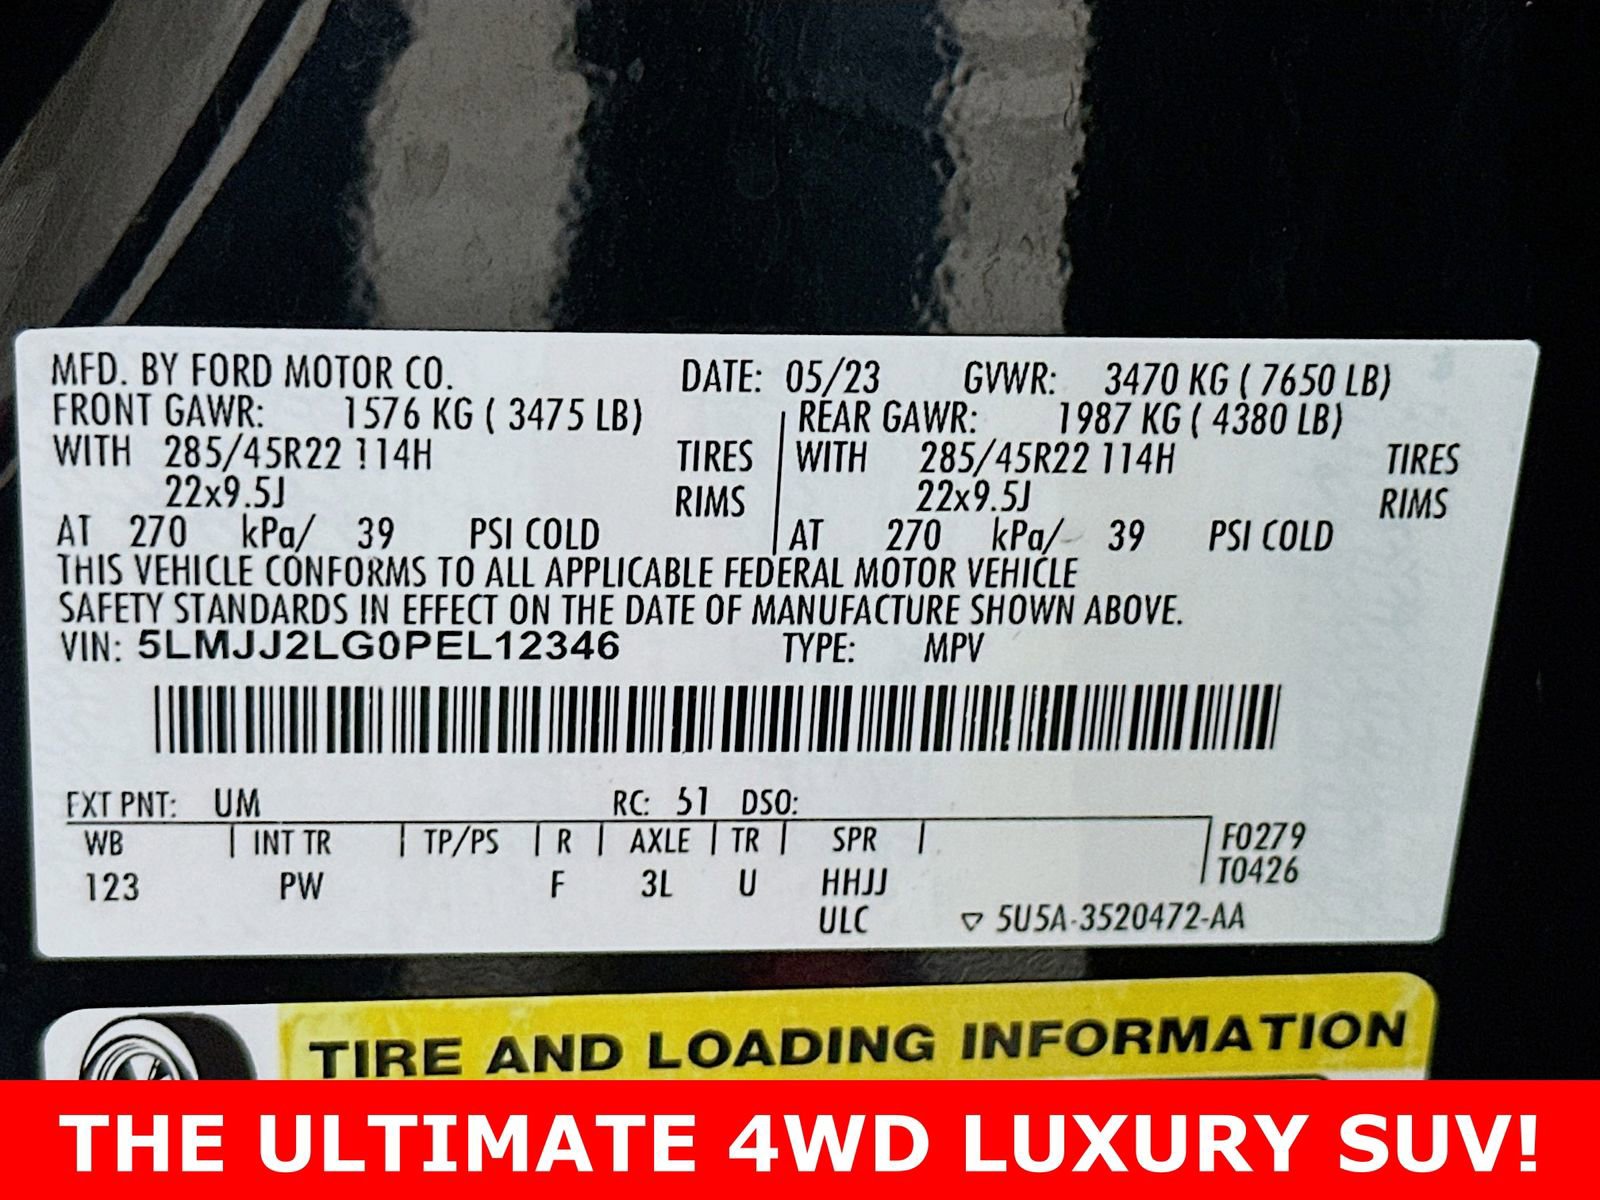 MFD. BY FORD MOTOR CO. DATE: 05/23 GVWR: 3470 KG ( 7650 LB)
FRONT GAWR: 1576 KG ( 3475 LB) REAR GAWR: 1987 KG ( 4380 LB)
WITH 285/45R22 114H TIRES WITH 285/45R22 114H TIRES
22x9.5J RIMS 22x9.5J RIMS
AT 270 kPa/ 39 PSI COLD AT 270 kPa/ 39 PSI COLD
THIS VEHICLE CONFORMS TO ALL APPLICABLE FEDERAL MOTOR VEHICLE
SAFETY STANDARDS IN EFFECT ON THE DATE OF MANUFACTURE SHOWN ABOVE.
VIN: 5LMJJ2LG0PEL12346 TYPE: MPV
EXT PNT: UM RC: 51 DSO:
WB INT TR TP/PS R AXLE TR SPR F0279
123 PW F 3L U HHJJ T0426
ULC 5U5A-3520472-AA
TIRE AND LOADING INFORMATION
THE ULTIMATE 4WD LUXURY SUV!